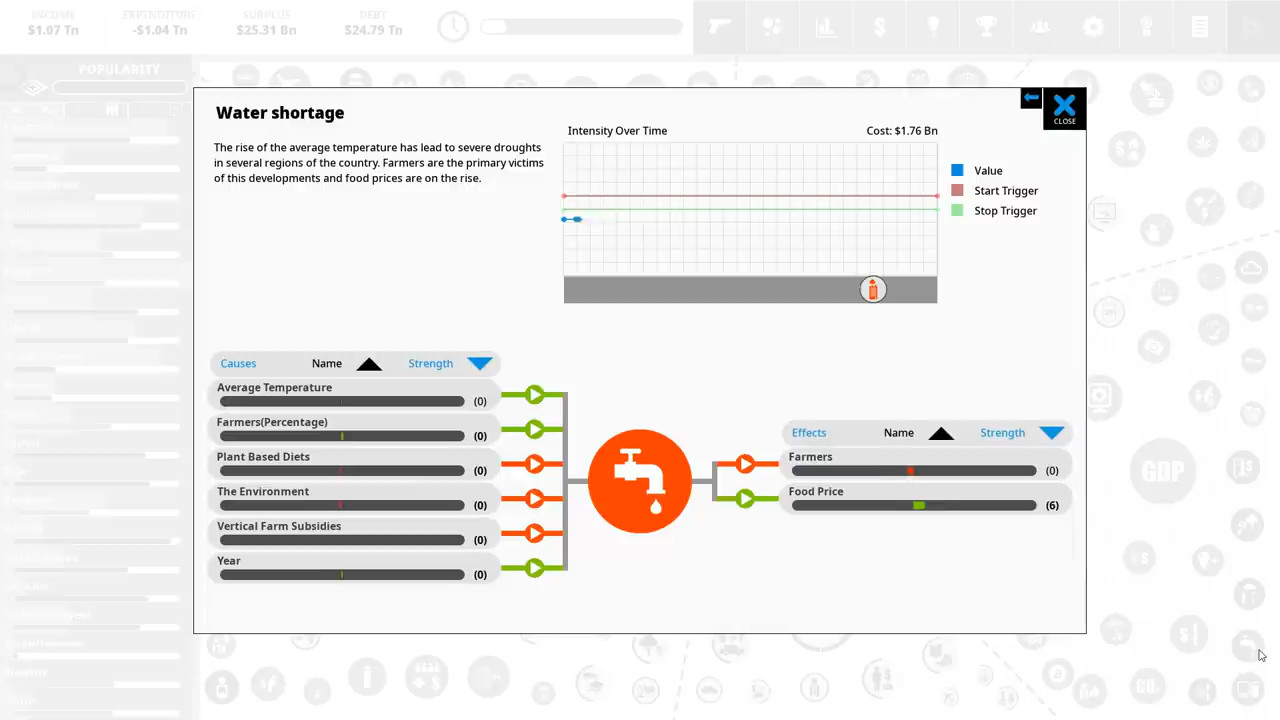 INCOME
EXPENDITURE
SURPLUS
DEBT
$1.07 Tn
-$1.04 Tn
$25.31 Bn
$24.79 Tn
POPULARITY
Water shortage
CLOSE
The rise of the average temperature has lead to severe droughts
in several regions of the country. Farmers are the primary victims
of this developments and food prices are on the rise.
Intensity Over Time
Cost: $1.76 Bn
Value
Start Trigger
Stop Trigger
Causes
Name
Strength
Average Temperature
(0)
Farmers(Percentage)
(0)
Plant Based Diets
(0)
The Environment
(0)
Vertical Farm Subsidies
(0)
Year
(0)
Effects
Name
Strength
Farmers
(0)
Food Price
(6)
GDP